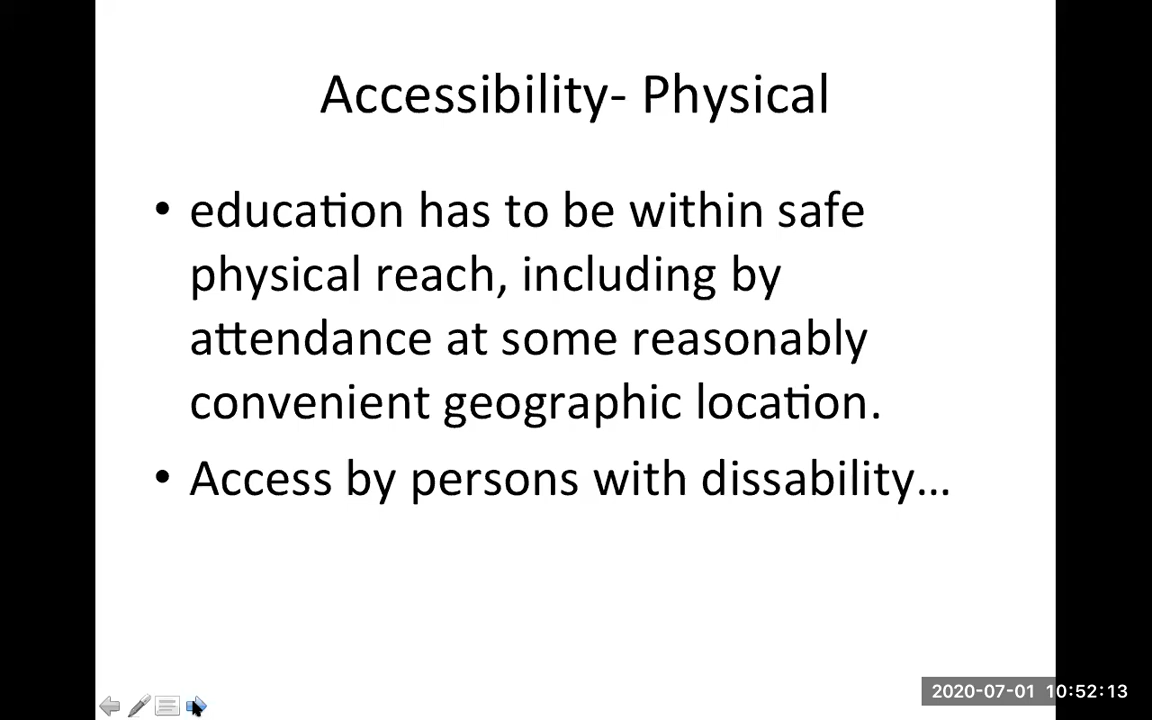 Accessibility- Physical
• education has to be within safe
physical reach, including by
attendance at some reasonably
convenient geographic location.
• Access by persons with dissability…
2020-07-01 10:52:13